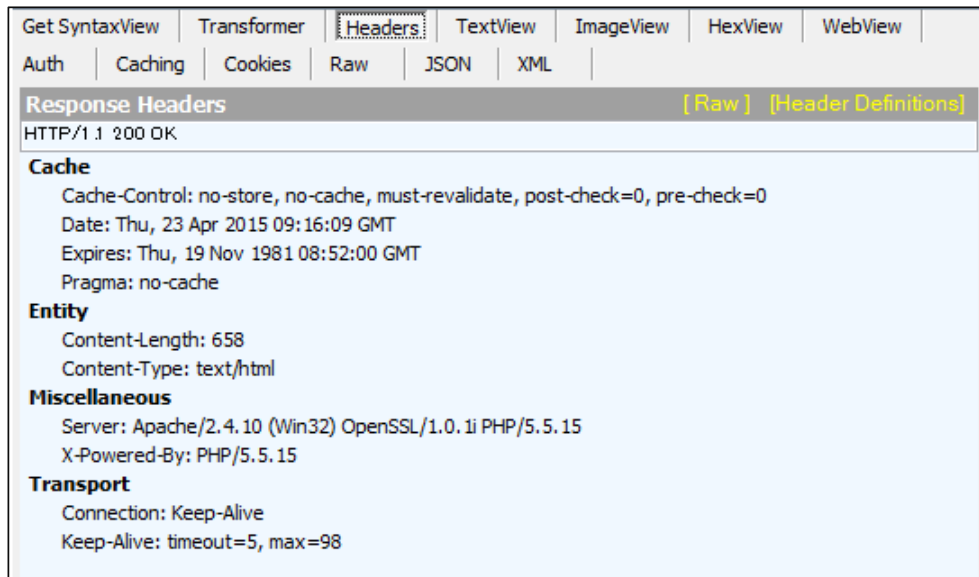 Get SyntaxView Transformer Headers TextView ImageView HexView WebView
Auth Caching Cookies Raw JSON XML
Response Headers [ Raw ] [Header Definitions]
HTTP/1.1 200 OK
Cache
Cache-Control: no-store, no-cache, must-revalidate, post-check=0, pre-check=0
Date: Thu, 23 Apr 2015 09:16:09 GMT
Expires: Thu, 19 Nov 1981 08:52:00 GMT
Pragma: no-cache
Entity
Content-Length: 658
Content-Type: text/html
Miscellaneous
Server: Apache/2.4.10 (Win32) OpenSSL/1.0.1i PHP/5.5.15
X-Powered-By: PHP/5.5.15
Transport
Connection: Keep-Alive
Keep-Alive: timeout=5, max=98